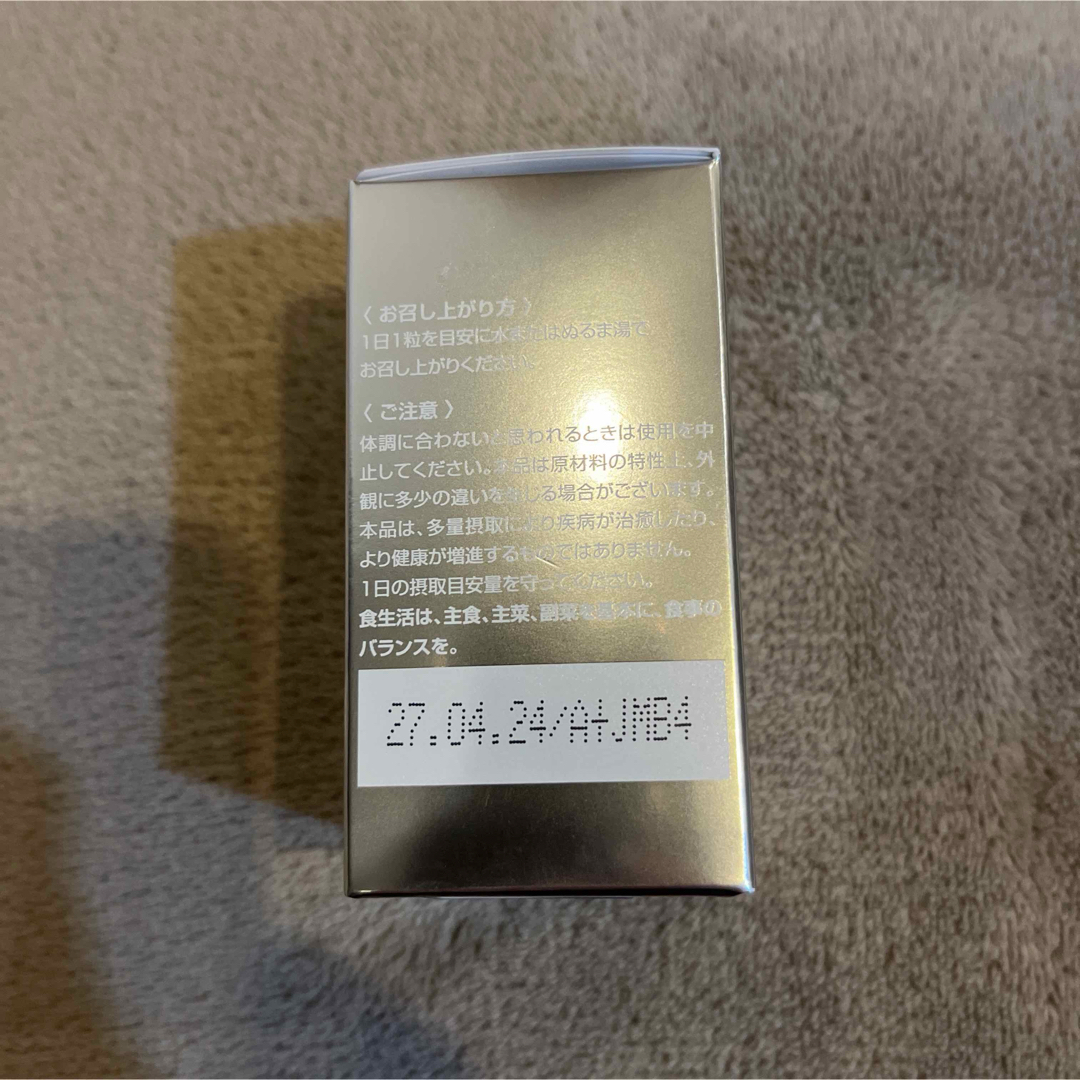 〈 お召し上がり方 〉
1日1粒を目安に水またはぬるま湯で
お召し上がりください。
〈 ご注意 〉
体調に合わないと思われるときは使用を中
止してください。本品は原材料の特性上、外
観に多少の違いを生じる場合がございます。
本品は、多量摂取により疾病が治癒したり、
より健康が増進するものではありません。
1日の摂取目安量を守ってください。
食生活は、主食、主菜、副菜を基本に、食事の
バランスを。
27.04.24/A+JMB4